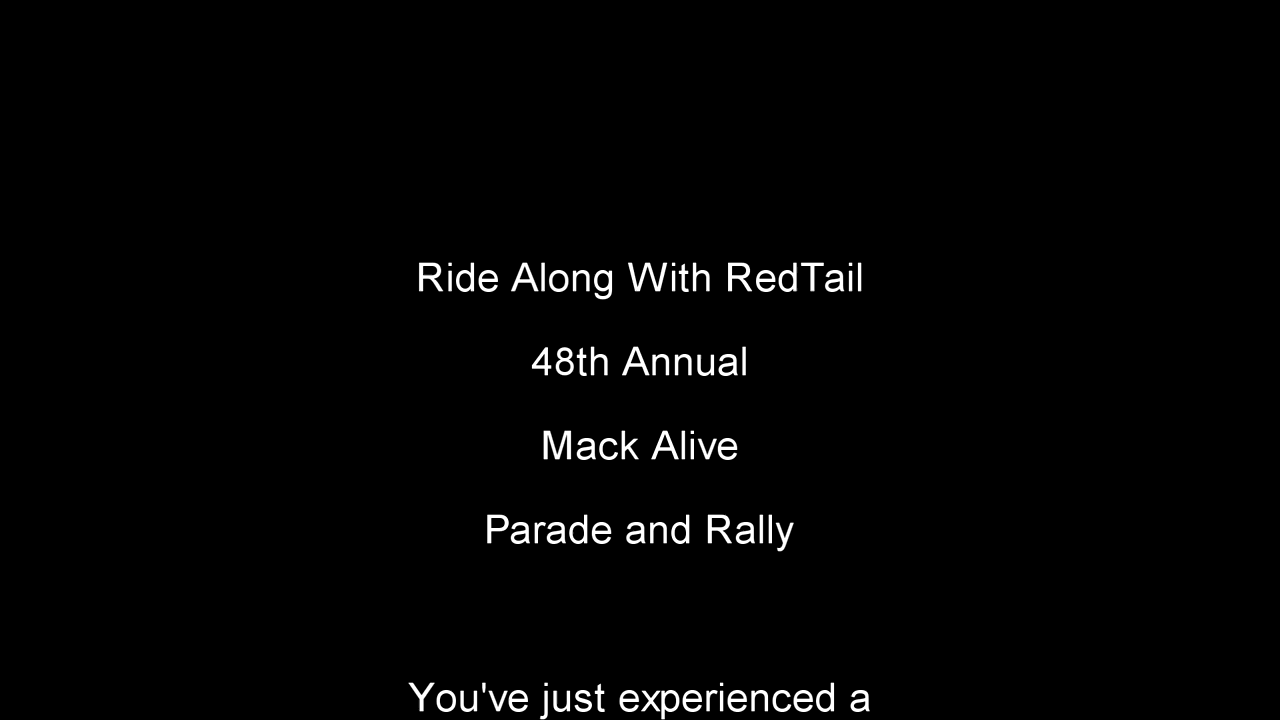 Ride Along With RedTail
48th Annual
Mack Alive
Parade and Rally
You've just experienced a